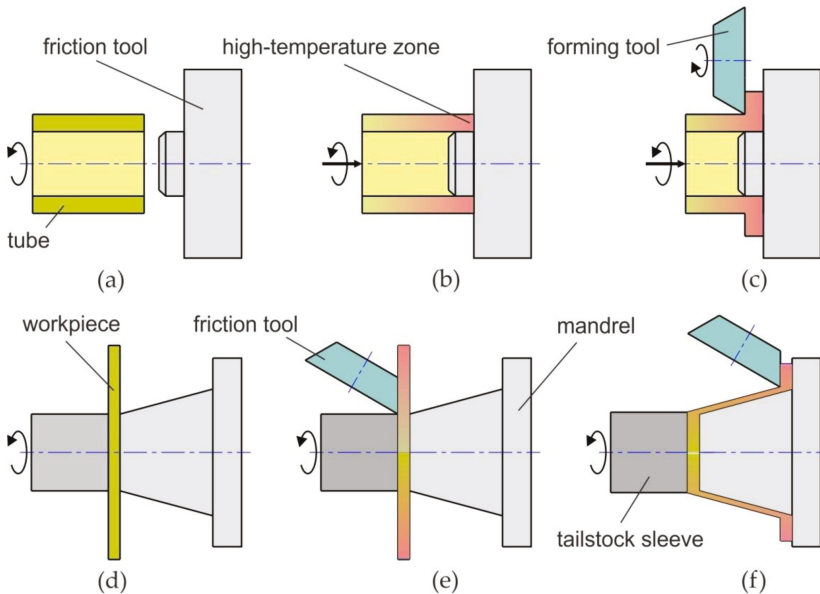 friction tool
high-temperature zone
forming tool
tube
(a)
(b)
(c)
workpiece
friction tool
mandrel
tailstock sleeve
(d)
(e)
(f)